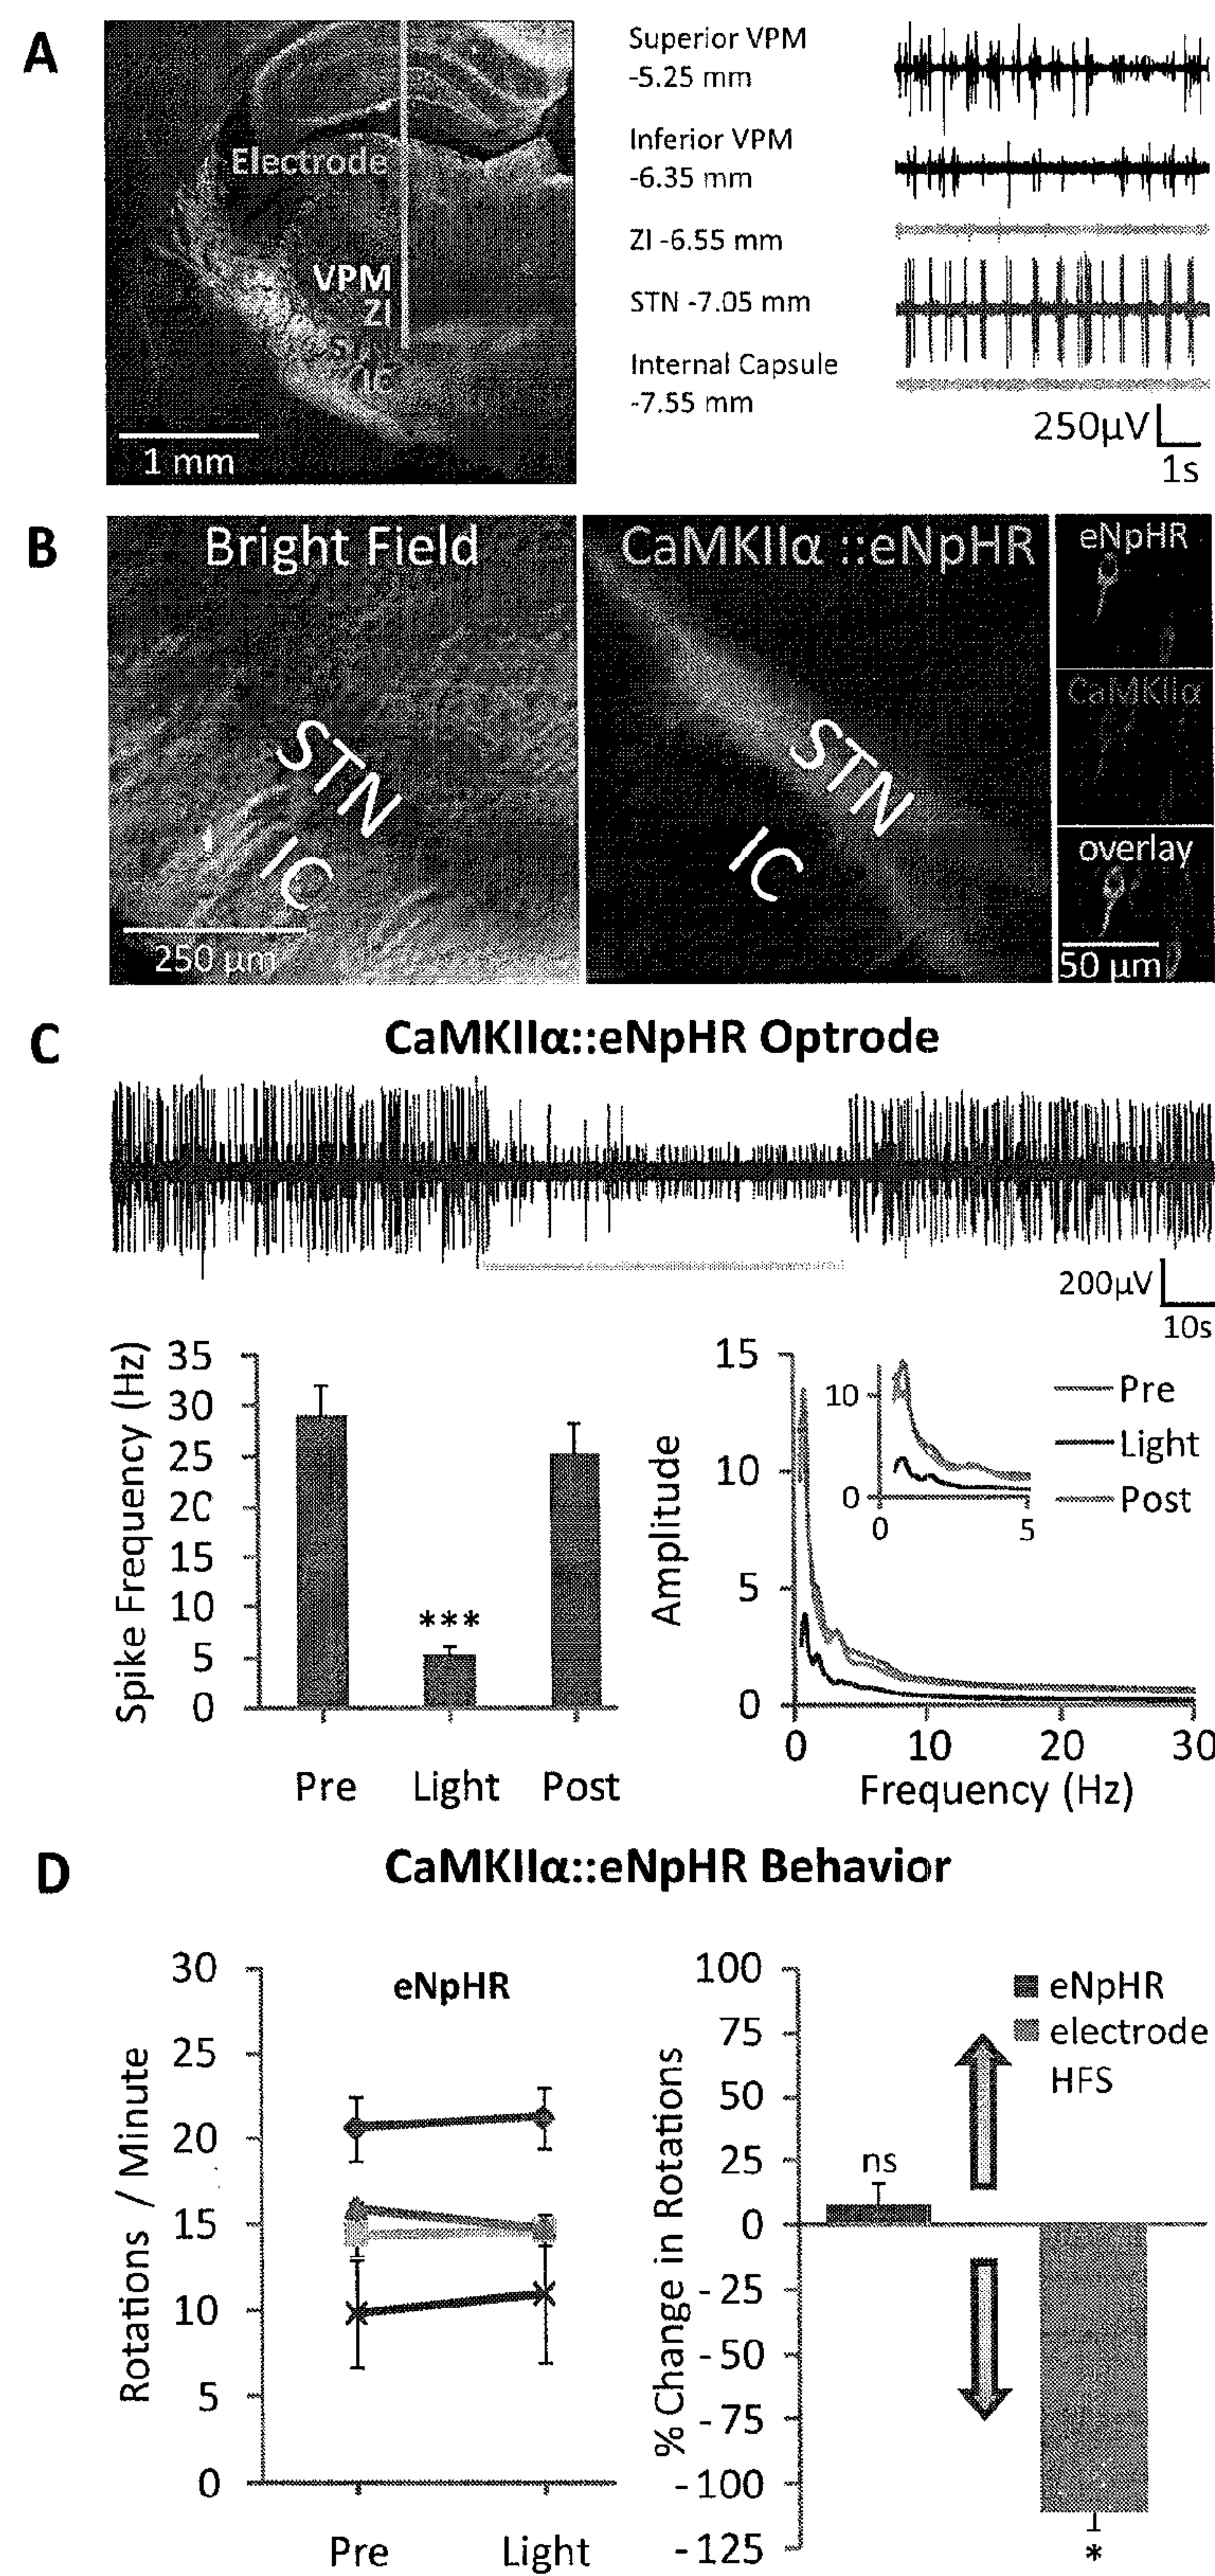 A
Electrode
VPM
ZI
STN
IC
1 mm
Superior VPM
-5.25 mm
Inferior VPM
-6.35 mm
ZI -6.55 mm
STN -7.05 mm
Internal Capsule
-7.55 mm
250µV
1s
B
Bright Field
STN
IC
250 µm
CaMKIIα ::eNpHR
STN
IC
eNpHR
CaMKIIα
overlay
50 µm
C
CaMKIIα::eNpHR Optrode
200µV
10s
Spike Frequency (Hz)
35
30
25
20
15
10
5
0
***
Pre
Light
Post
Amplitude
15
10
5
0
0
10
20
30
Frequency (Hz)
10
0
0
5
Pre
Light
Post
D
CaMKIIα::eNpHR Behavior
Rotations / Minute
30
25
20
15
10
5
0
eNpHR
Pre
Light
% Change in Rotations
100
75
50
25
0
-25
-50
-75
-100
-125
ns
*
eNpHR
electrode
HFS